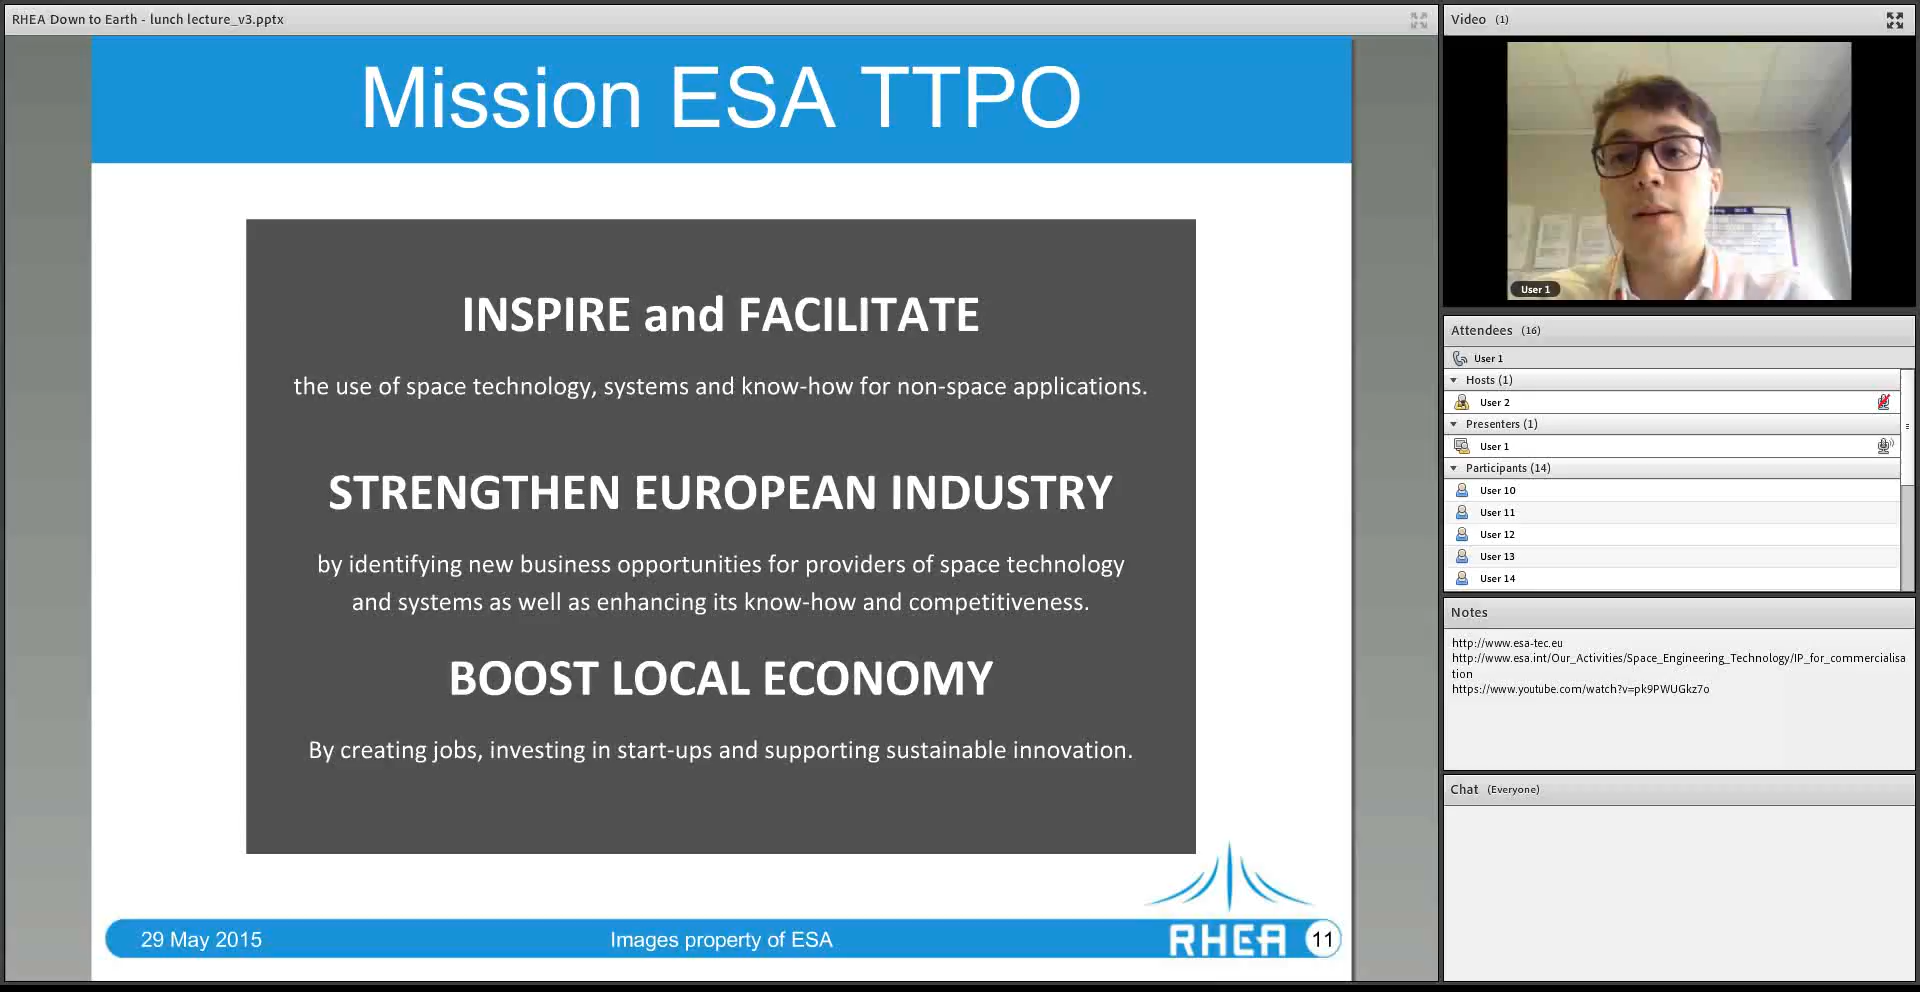 RHEA Down to Earth - lunch lecture_v3.pptx
Mission ESA TTPO
INSPIRE and FACILITATE
the use of space technology, systems and know-how for non-space applications.
STRENGTHEN EUROPEAN INDUSTRY
by identifying new business opportunities for providers of space technology
and systems as well as enhancing its know-how and competitiveness.
BOOST LOCAL ECONOMY
By creating jobs, investing in start-ups and supporting sustainable innovation.
29 May 2015
Images property of ESA
RHEA
11
Video (1)
User 1
Attendees (16)
User 1
Hosts (1)
User 2
Presenters (1)
User 1
Participants (14)
User 10
User 11
User 12
User 13
User 14
Notes
http://www.esa-tec.eu
http://www.esa.int/Our_Activities/Space_Engineering_Technology/IP_for_commercialisa
tion
https://www.youtube.com/watch?v=pk9PWUGkz7o
Chat (Everyone)